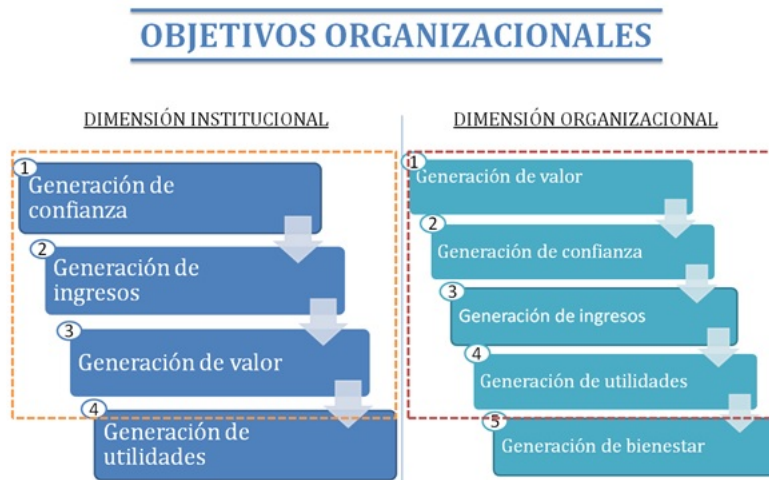 OBJETIVOS ORGANIZACIONALES
DIMENSIÓN INSTITUCIONAL
1
Generación de
confianza
2
Generación de
ingresos
3
Generación de valor
4
Generación de
utilidades
DIMENSIÓN ORGANIZACIONAL
1
Generación de valor
2
Generación de confianza
3
Generación de ingresos
4
Generación de utilidades
5
Generación de bienestar